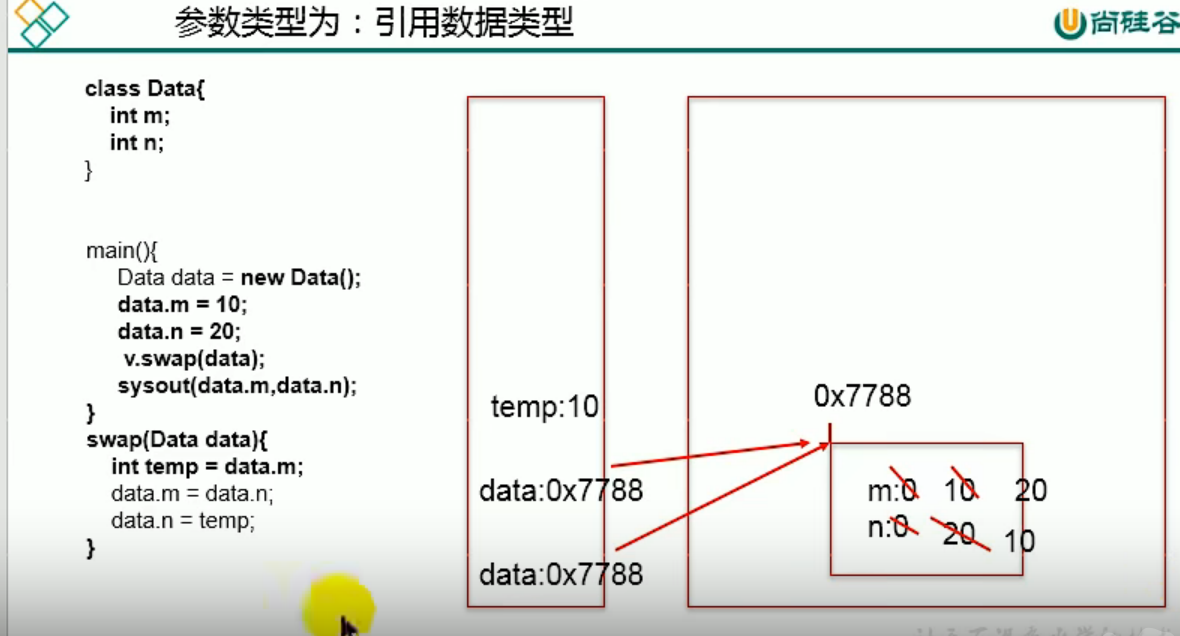 参数类型为：引用数据类型
尚硅谷
class Data{
int m;
int n;
}
main(){
Data data = new Data();
data.m = 10;
data.n = 20;
v.swap(data);
sysout(data.m,data.n);
}
swap(Data data){
int temp = data.m;
data.m = data.n;
data.n = temp;
}
temp:10
data:0x7788
data:0x7788
0x7788
m:0 10 20
n:0 20 10